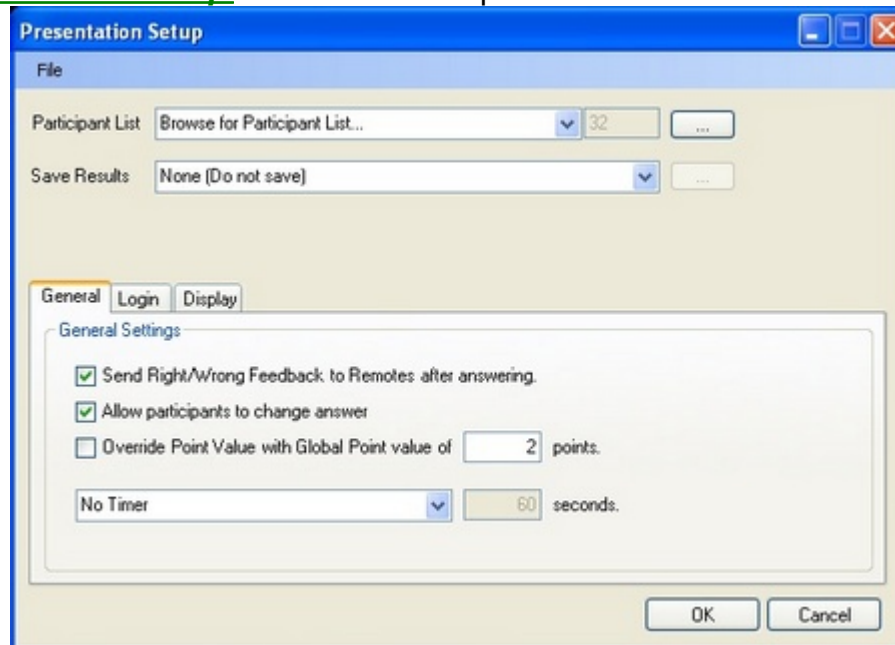 Presentation Setup
File
Participant List Browse for Participant List... 32 ...
Save Results None (Do not save) ...
General Login Display
General Settings
Send Right/Wrong Feedback to Remotes after answering.
Allow participants to change answer
Override Point Value with Global Point value of 2 points.
No Timer 60 seconds.
OK Cancel